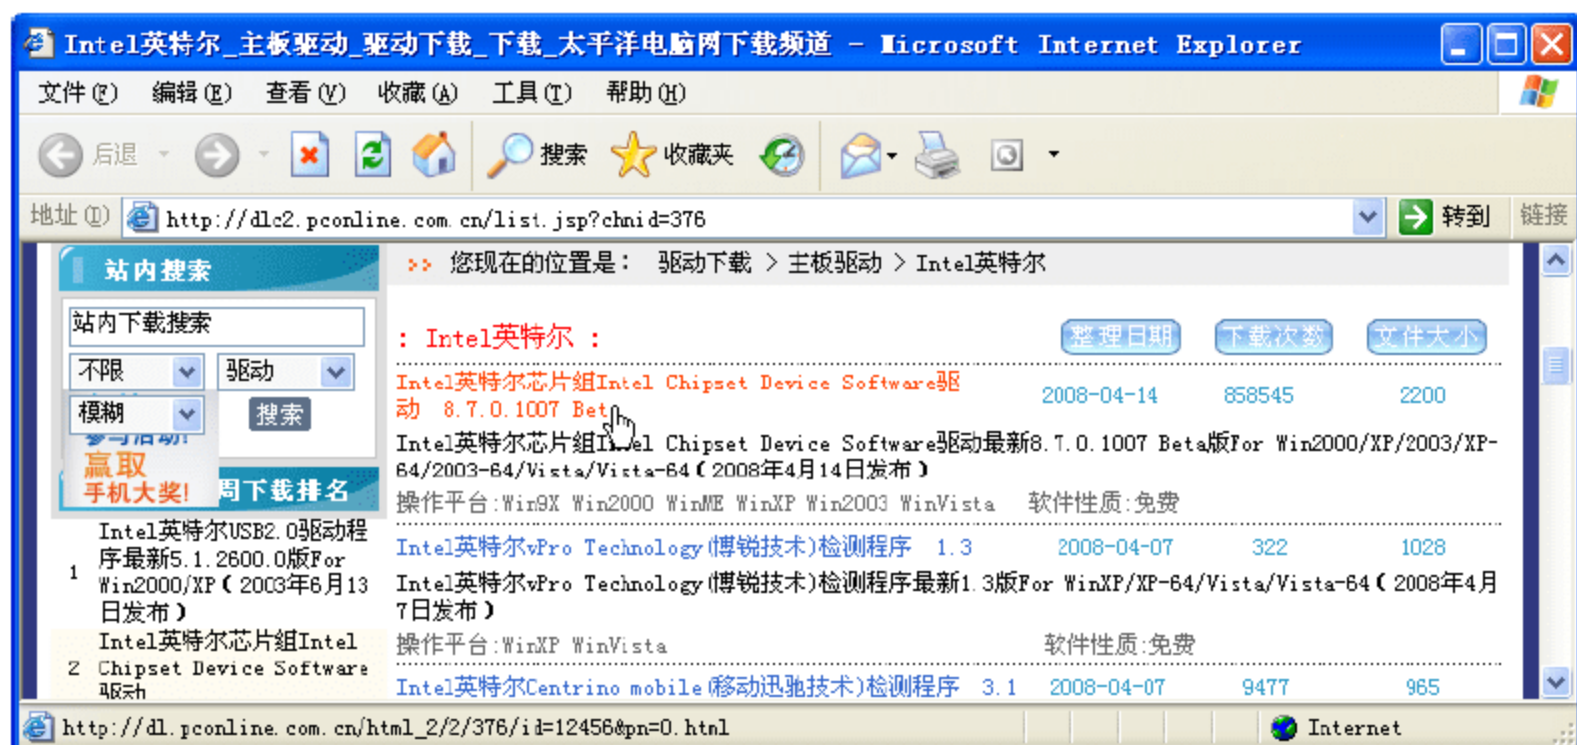 Intel英特尔_主板驱动_驱动下载_下载_太平洋电脑网下载频道 - Microsoft Internet Explorer
文件(F) 编辑(E) 查看(V) 收藏(A) 工具(T) 帮助(H)
后退 搜索 收藏夹
地址(D) http://dlc2.pconline.com.cn/list.jsp?chnid=376 转到 链接
站内搜索
站内下载搜索
不限 驱动
模糊 搜索
参与活动!
赢取
手机大奖!
周下载排名
1 Intel英特尔USB2.0驱动程
序最新5.1.2600.0版For
Win2000/XP(2003年6月13
日发布)
2 Intel英特尔芯片组Intel
Chipset Device Software
驱动
>> 您现在的位置是: 驱动下载 > 主板驱动 > Intel英特尔
: Intel英特尔 : 整理日期 下载次数 文件大小
Intel英特尔芯片组Intel Chipset Device Software驱
动 8.7.0.1007 Bet 2008-04-14 858545 2200
Intel英特尔芯片组Intel Chipset Device Software驱动最新8.7.0.1007 Beta版For Win2000/XP/2003/XP-
64/2003-64/Vista/Vista-64(2008年4月14日发布)
操作平台:Win9X Win2000 WinME WinXP Win2003 WinVista 软件性质:免费
Intel英特尔vPro Technology(博锐技术)检测程序 1.3 2008-04-07 322 1028
Intel英特尔vPro Technology(博锐技术)检测程序最新1.3版For WinXP/XP-64/Vista/Vista-64(2008年4月
7日发布)
操作平台:WinXP WinVista 软件性质:免费
Intel英特尔Centrino mobile(移动迅驰技术)检测程序 3.1 2008-04-07 9477 965
http://dl.pconline.com.cn/html_2/2/376/id=12456&pn=0.html Internet